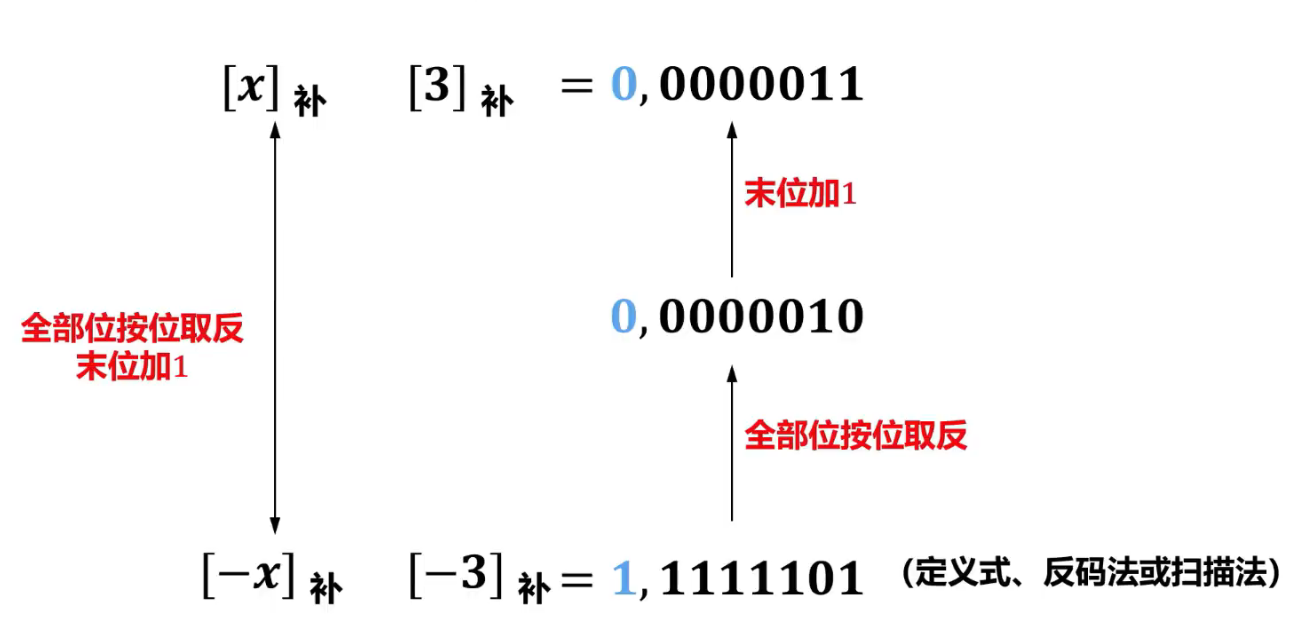 [x]补 [3]补 = 0,0000011
末位加1
0,0000010
全部位按位取反
末位加1
全部位按位取反
[−x]补 [−3]补 = 1,1111101 (定义式、反码法或扫描法)